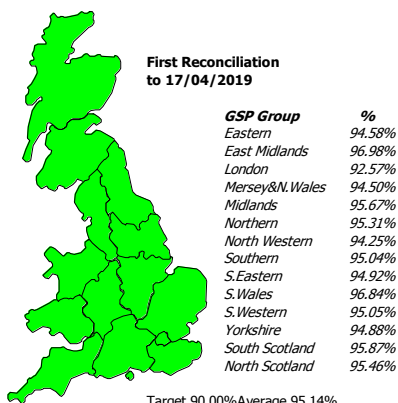 First Reconciliation
to 17/04/2019
GSP Group %
Eastern 94.58%
East Midlands 96.98%
London 92.57%
Mersey&N.Wales 94.50%
Midlands 95.67%
Northern 95.31%
North Western 94.25%
Southern 95.04%
S.Eastern 94.92%
S.Wales 96.84%
S.Western 95.05%
Yorkshire 94.88%
South Scotland 95.87%
North Scotland 95.46%
Target 90.00%Average 95.14%